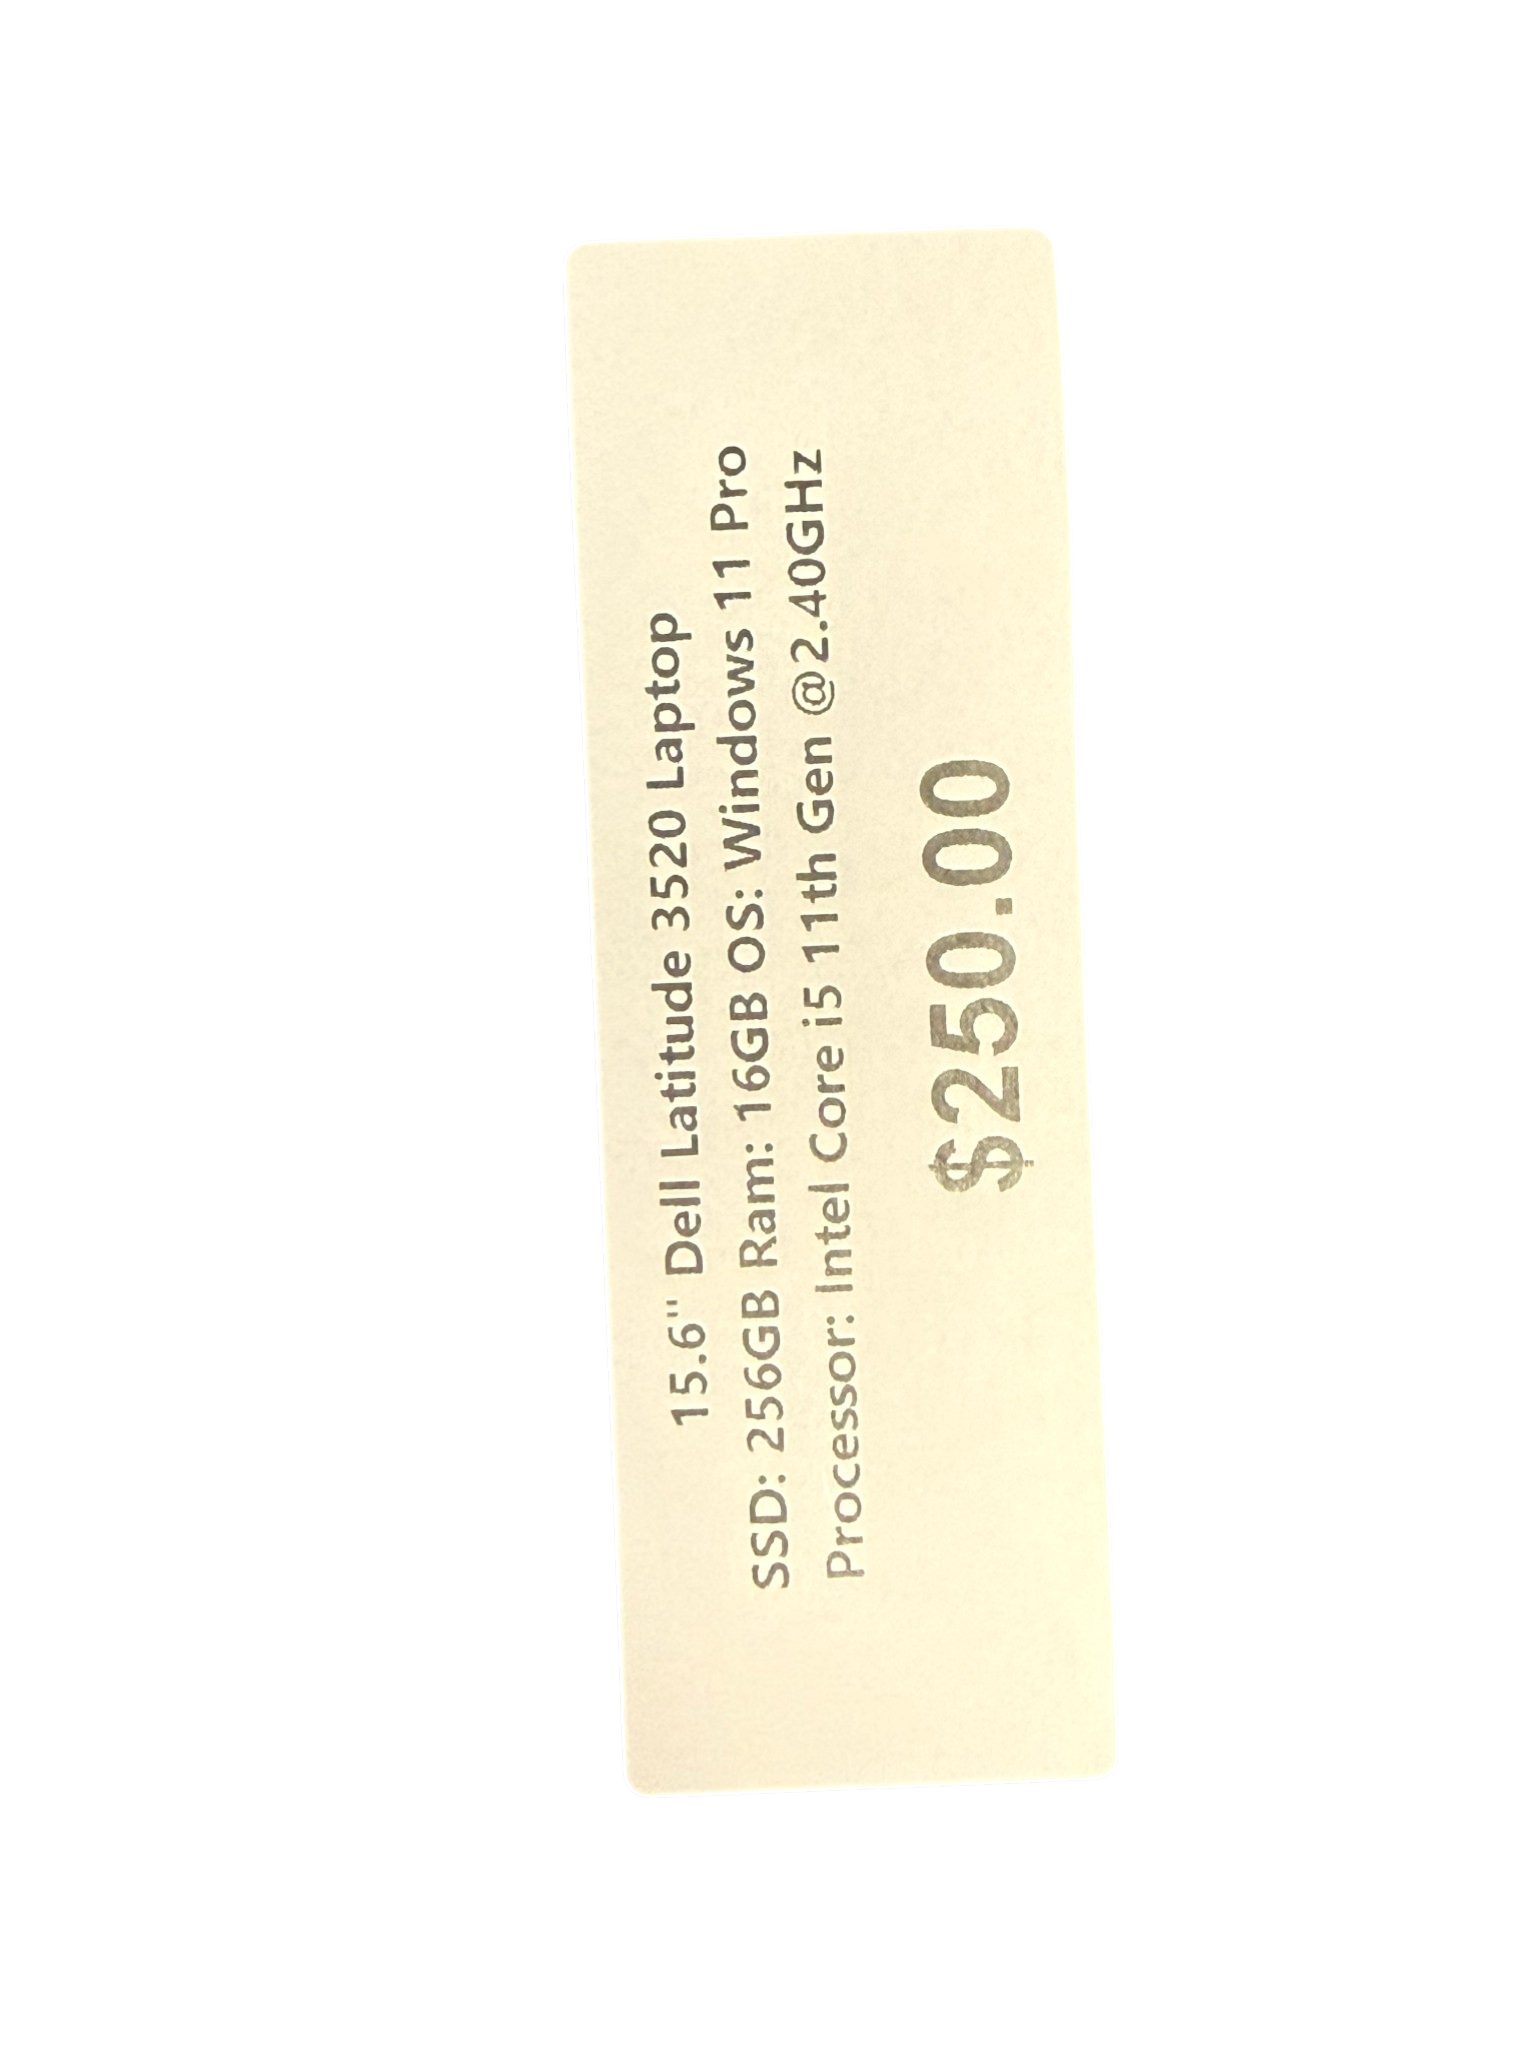 15.6" Dell Latitude 3520 Laptop
SSD: 256GB Ram: 16GB OS: Windows 11 Pro
Processor: Intel Core i5 11th Gen @2.40GHz
$250.00